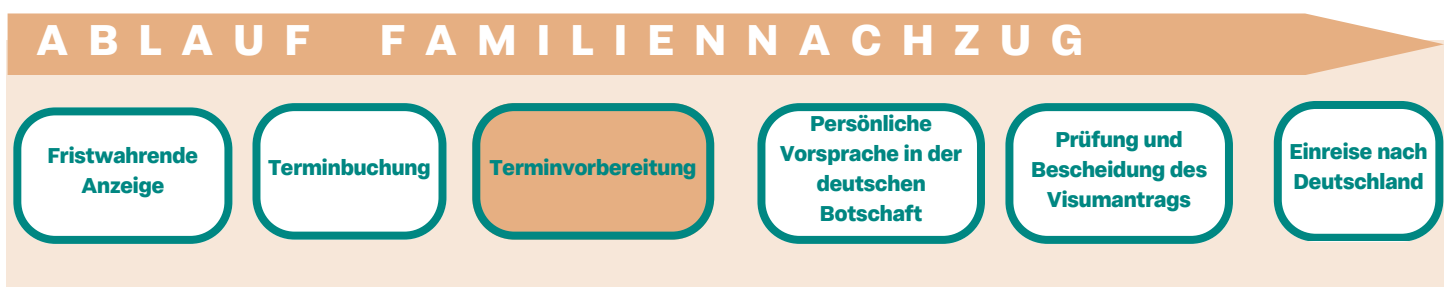 ABLAUF FAMILIENNACHZUG
Fristwahrende
Anzeige
Terminbuchung
Terminvorbereitung
Persönliche
Vorsprache in der
deutschen
Botschaft
Prüfung und
Bescheidung des
Visumantrags
Einreise nach
Deutschland